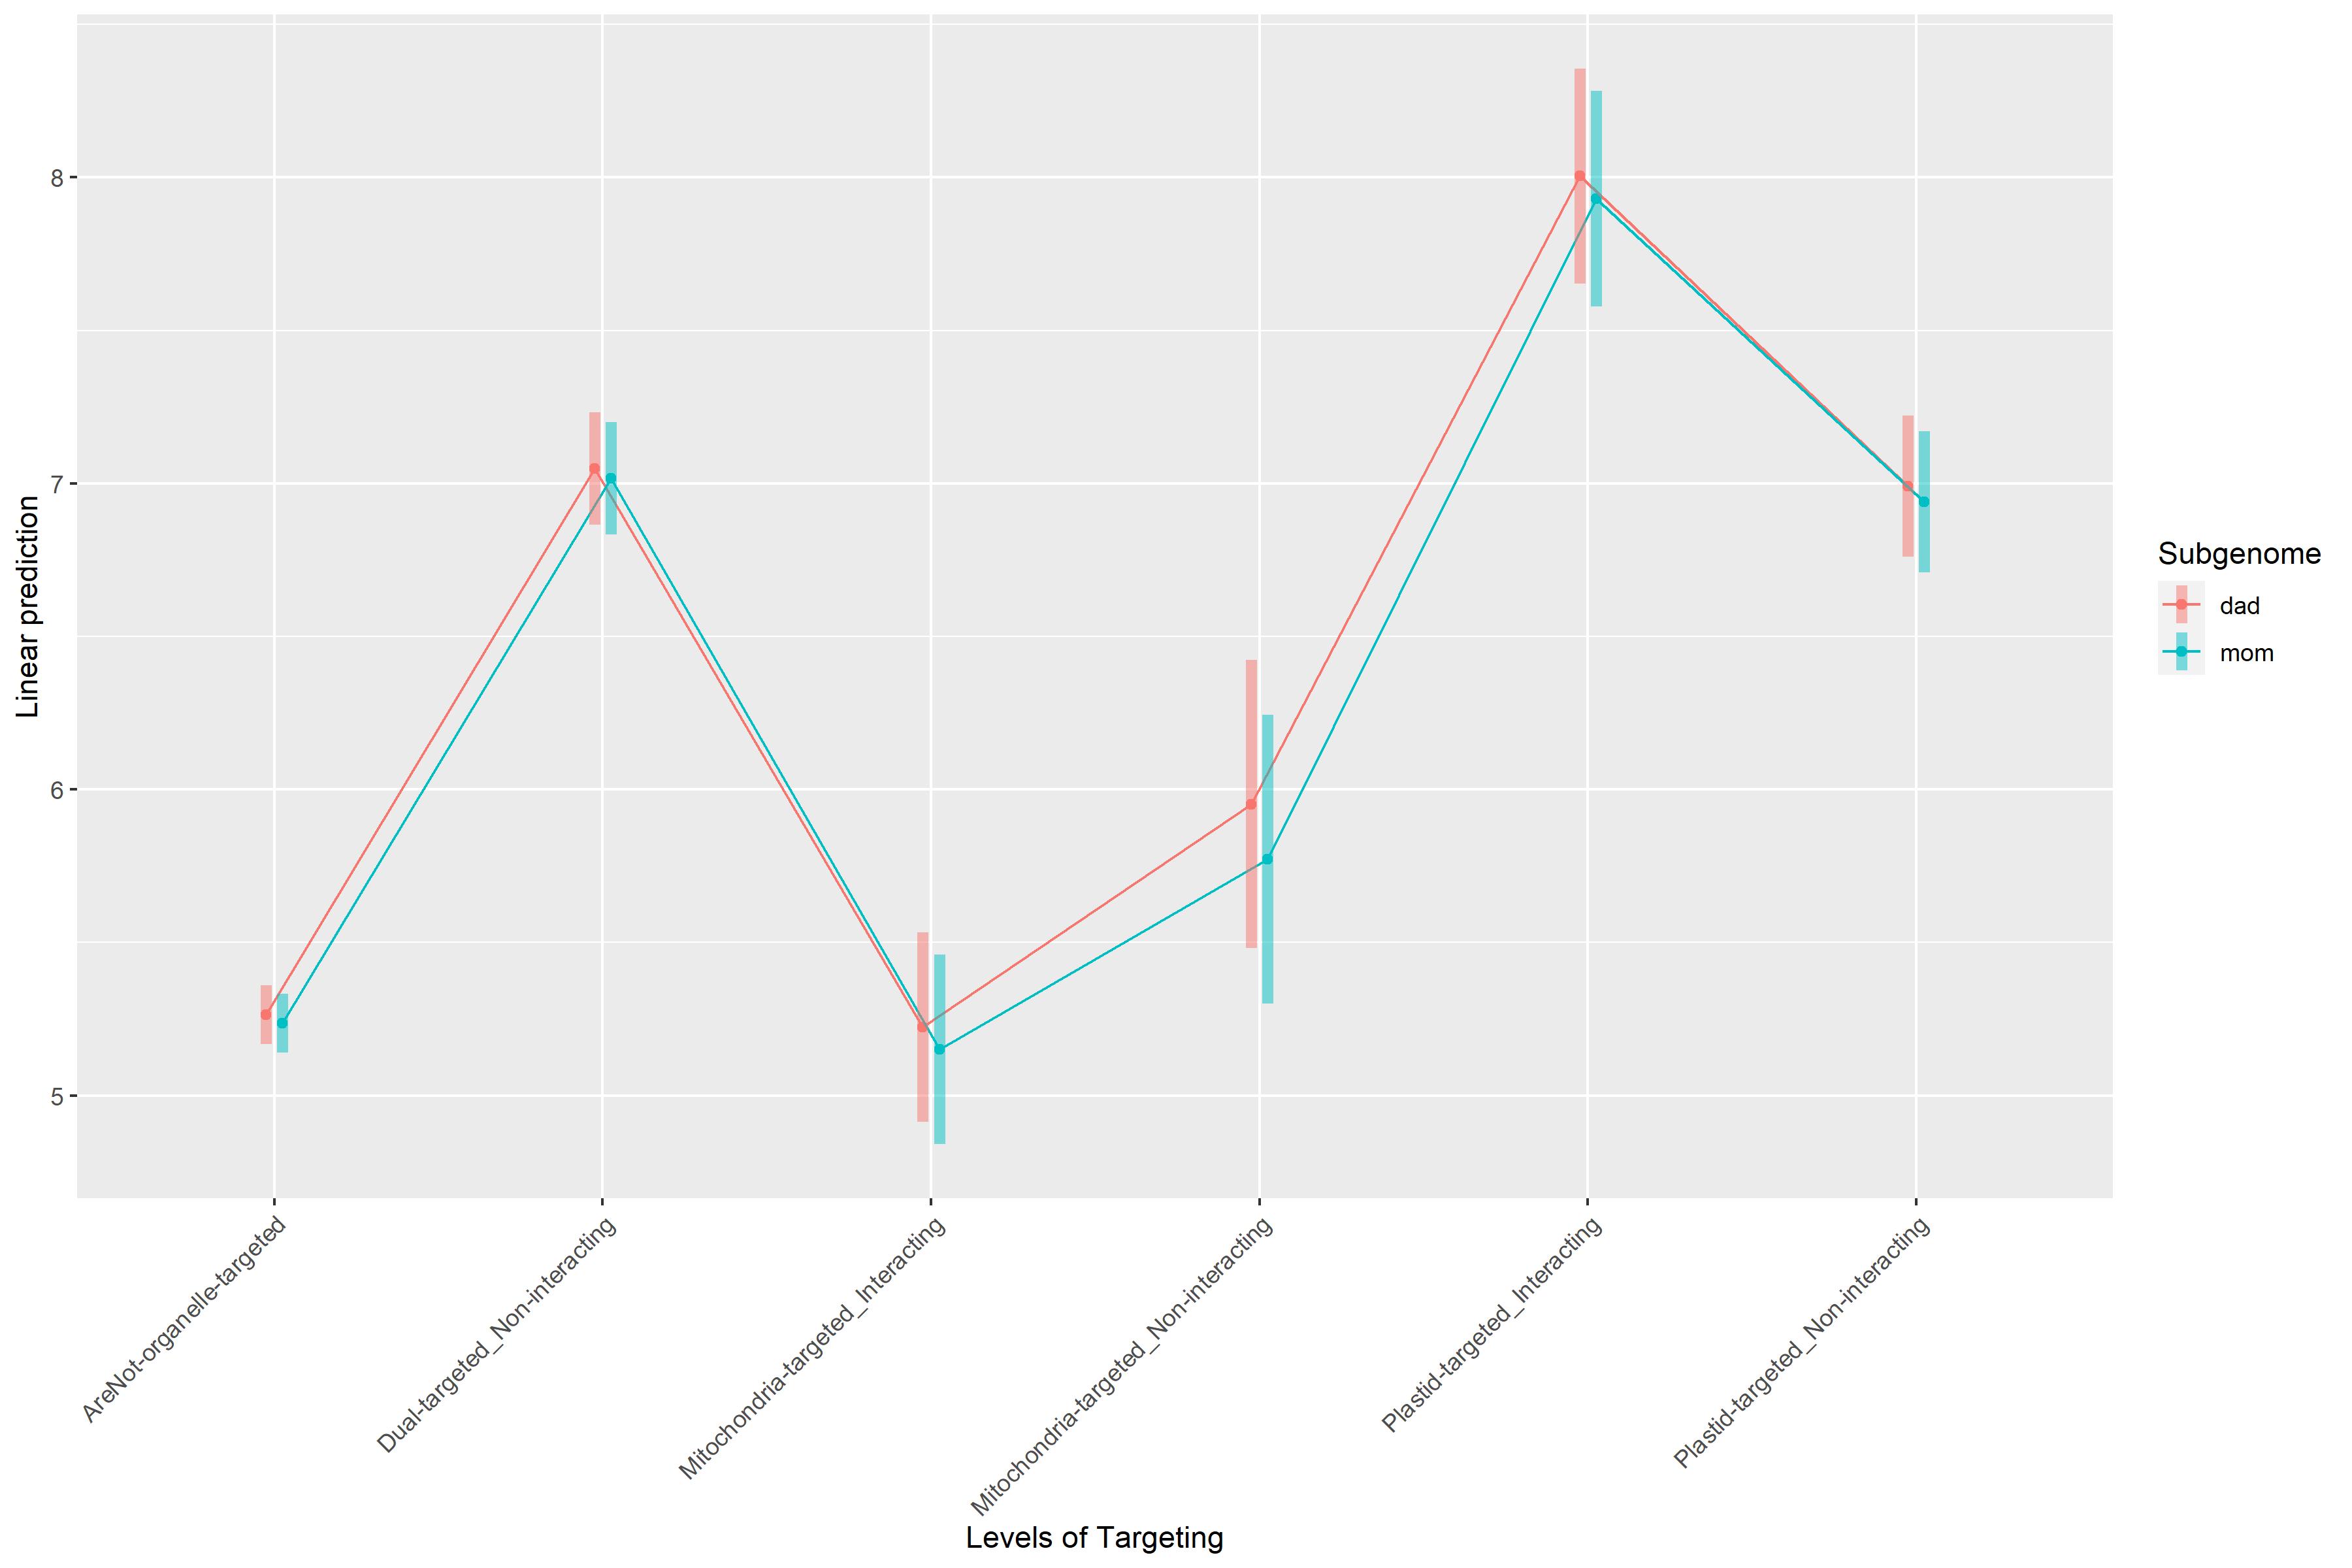 8
7
6
5
Linear prediction
AreNot-organelle-targeted
Dual-targeted_Non-interacting
Mitochondria-targeted_Interacting
Mitochondria-targeted_Non-interacting
Plastid-targeted_Interacting
Plastid-targeted_Non-interacting
Levels of Targeting
Subgenome
dad
mom